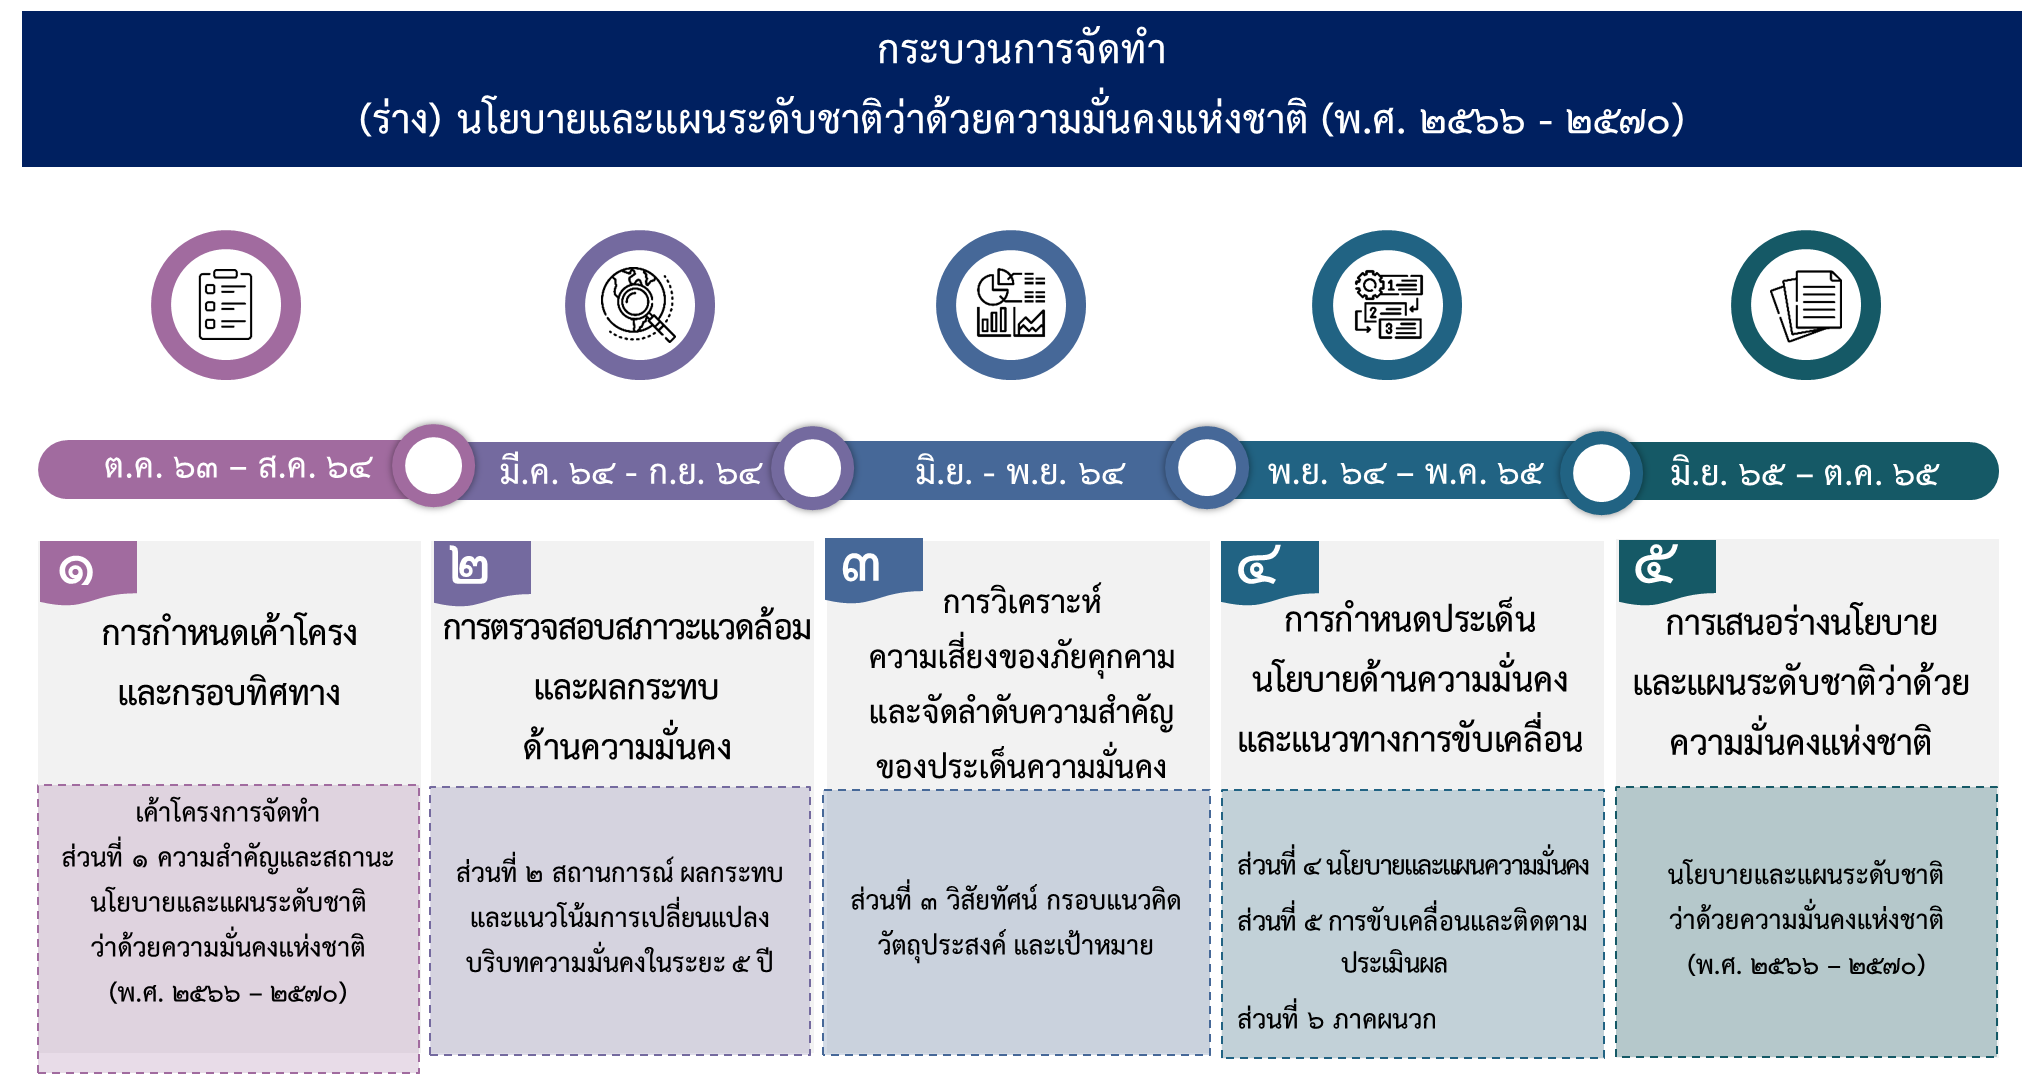 กระบวนการจัดทำ
(ร่าง) นโยบายและแผนระดับชาติว่าด้วยความมั่นคงแห่งชาติ (พ.ศ. ๒๕๖๖ - ๒๕๗๐)
1
2
3
ต.ค. ๖๓ – ส.ค. ๖๔
มี.ค. ๖๔ - ก.ย. ๖๔
มิ.ย. - พ.ย. ๖๔
พ.ย. ๖๔ – พ.ค. ๖๕
มิ.ย. ๖๕ – ต.ค. ๖๕
๑
การกำหนดเค้าโครง
และกรอบทิศทาง
เค้าโครงการจัดทำ
ส่วนที่ ๑ ความสำคัญและสถานะ
นโยบายและแผนระดับชาติ
ว่าด้วยความมั่นคงแห่งชาติ
(พ.ศ. ๒๕๖๖ – ๒๕๗๐)
๒
การตรวจสอบสภาวะแวดล้อม
และผลกระทบ
ด้านความมั่นคง
ส่วนที่ ๒ สถานการณ์ ผลกระทบ
และแนวโน้มการเปลี่ยนแปลง
บริบทความมั่นคงในระยะ ๕ ปี
๓
การวิเคราะห์
ความเสี่ยงของภัยคุกคาม
และจัดลำดับความสำคัญ
ของประเด็นความมั่นคง
ส่วนที่ ๓ วิสัยทัศน์ กรอบแนวคิด
วัตถุประสงค์ และเป้าหมาย
๔
การกำหนดประเด็น
นโยบายด้านความมั่นคง
และแนวทางการขับเคลื่อน
ส่วนที่ ๔ นโยบายและแผนความมั่นคง
ส่วนที่ ๕ การขับเคลื่อนและติดตาม
ประเมินผล
ส่วนที่ ๖ ภาคผนวก
๕
การเสนอร่างนโยบาย
และแผนระดับชาติว่าด้วย
ความมั่นคงแห่งชาติ
นโยบายและแผนระดับชาติ
ว่าด้วยความมั่นคงแห่งชาติ
(พ.ศ. ๒๕๖๖ – ๒๕๗๐)